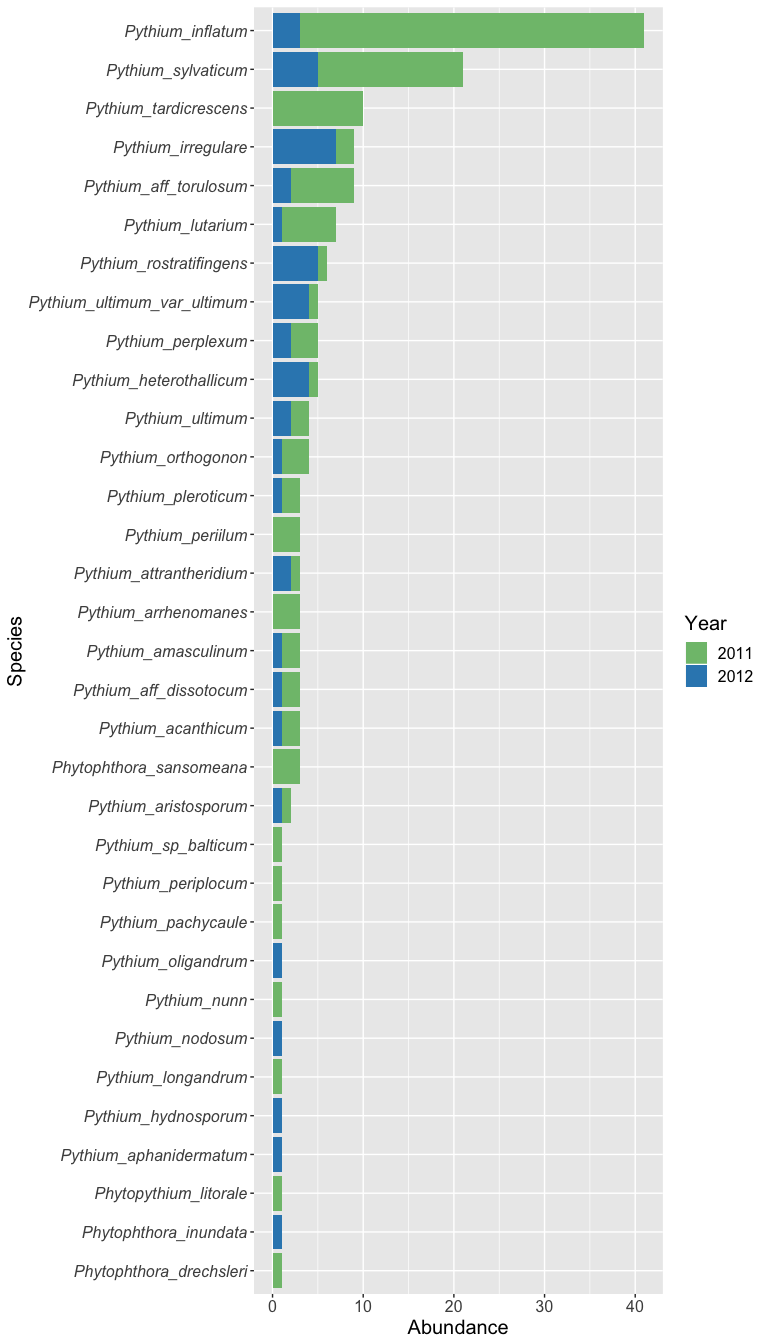 Pythium_inflatum
Pythium_sylvaticum
Pythium_tardicrescens
Pythium_irregulare
Pythium_aff_torulosum
Pythium_lutarium
Pythium_rostratifingens
Pythium_ultimum_var_ultimum
Pythium_perplexum
Pythium_heterothallicum
Pythium_ultimum
Pythium_orthogonon
Pythium_pleroticum
Pythium_periilum
Pythium_attrantheridium
Pythium_arrhenomanes
Pythium_amasculinum
Pythium_aff_dissotocum
Pythium_acanthicum
Phytophthora_sansomeana
Pythium_aristosporum
Pythium_sp_balticum
Pythium_periplocum
Pythium_pachycaule
Pythium_oligandrum
Pythium_nunn
Pythium_nodosum
Pythium_longandrum
Pythium_hydnosporum
Pythium_aphanidermatum
Phytopythium_litorale
Phytophthora_inundata
Phytophthora_drechsleri
Species
0 10 20 30 40
Abundance
Year
2011
2012